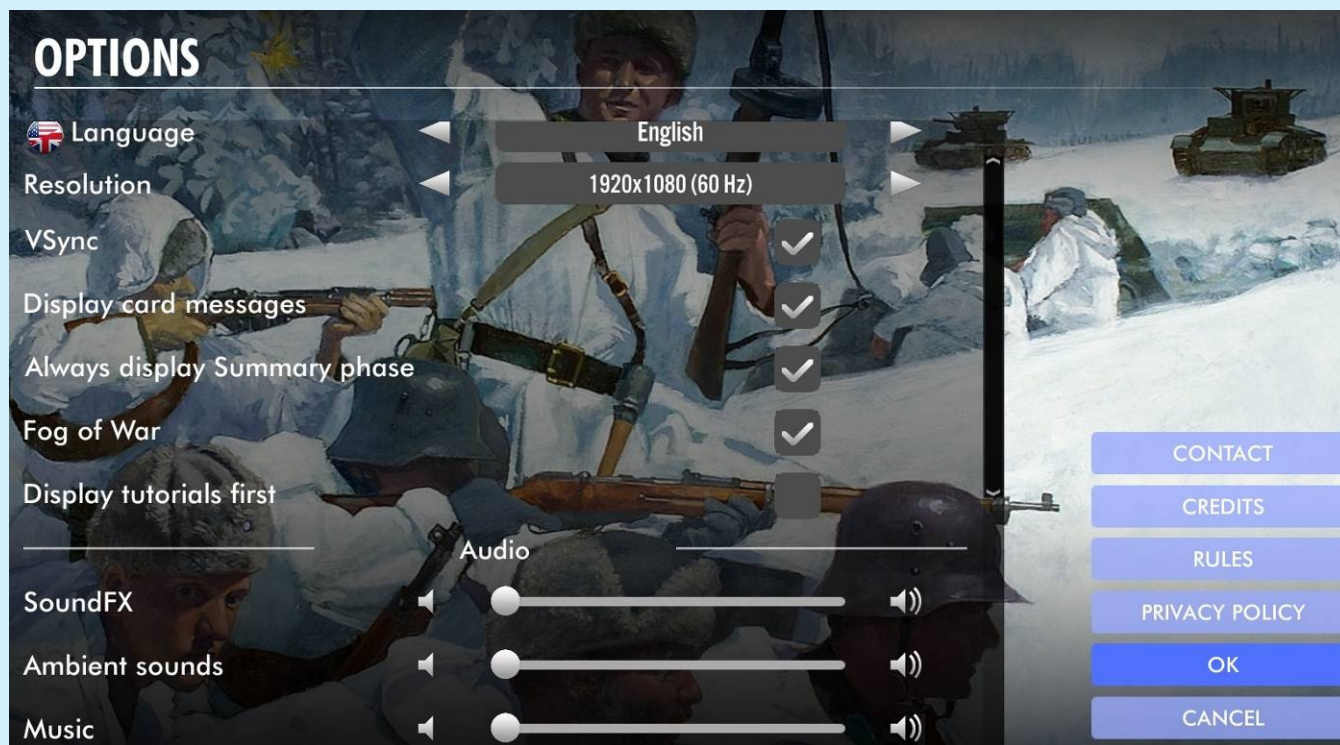 OPTIONS
Language
English
Resolution
1920x1080 (60 Hz)
VSync
Display card messages
Always display Summary phase
Fog of War
Display tutorials first
Audio
SoundFX
Ambient sounds
Music
CONTACT
CREDITS
RULES
PRIVACY POLICY
OK
CANCEL